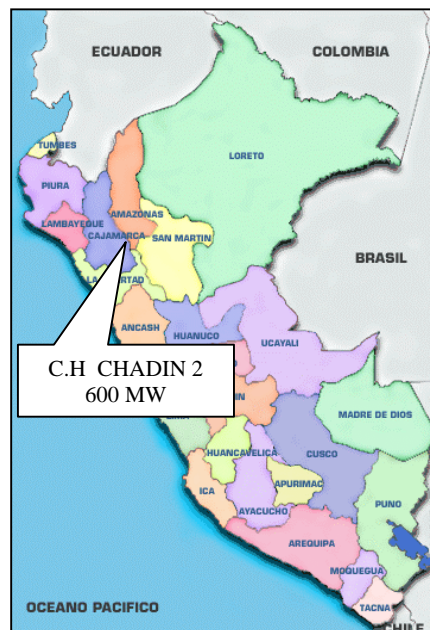 ECUADOR
COLOMBIA
TUMBES
LORETO
PIURA
AMAZONAS
LAMBAYEQUE
CAJAMARCA
SAN MARTIN
BRASIL
ANCASH
HUANUCO
UCAYALI
C.H CHADIN 2
600 MW
MADRE DE DIOS
HUANCAVELICA
CUSCO
ICA
APURIMAC
PUNO
AYACUCHO
AREQUIPA
MOQUEGUA
OCEANO PACIFICO
TACNA
CHILE